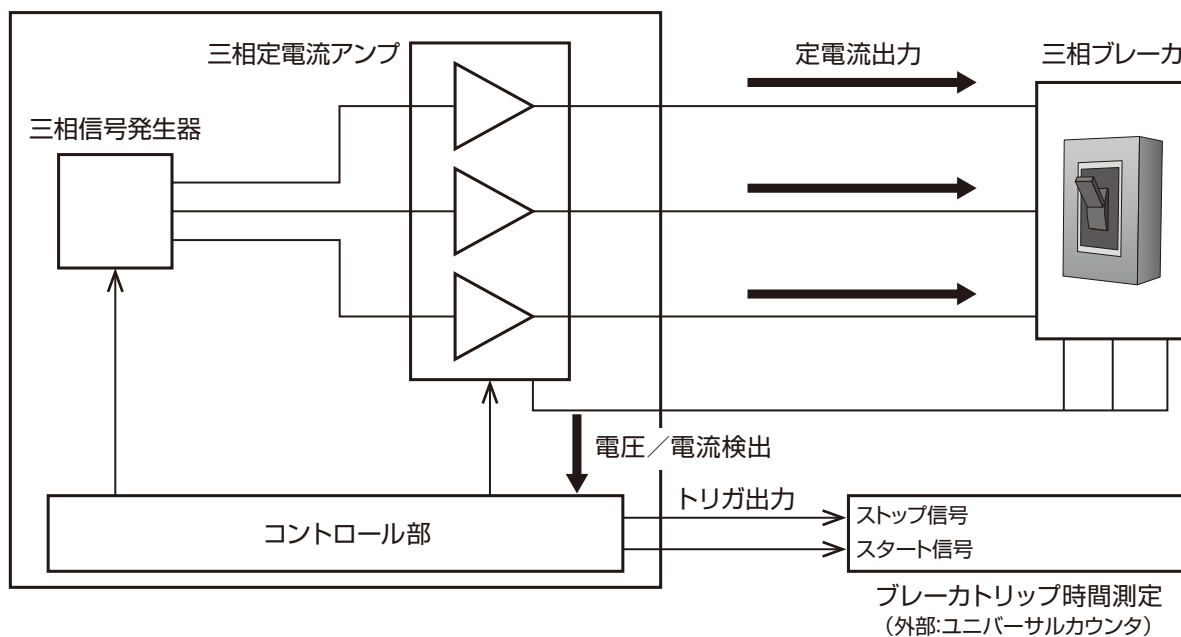 三相定電流アンプ
定電流出力
三相ブレーカ
三相信号発生器
電圧／電流検出
トリガ出力
コントロール部
ストップ信号
スタート信号
ブレーカトリップ時間測定
（外部:ユニバーサルカウンタ）